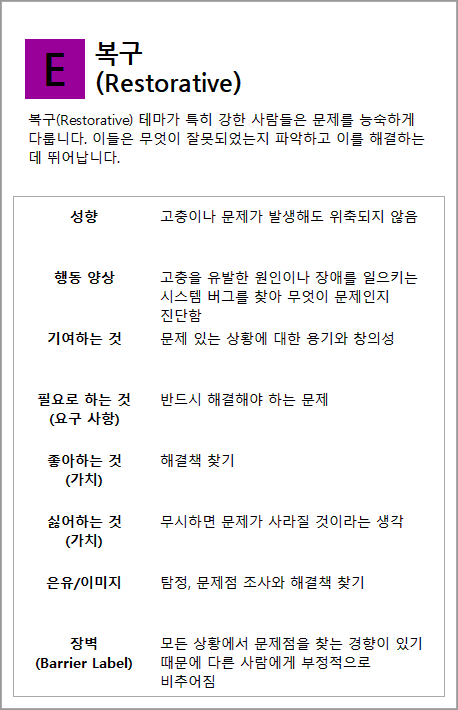 E
복구
(Restorative)
복구(Restorative) 테마가 특히 강한 사람들은 문제를 능숙하게
다룹니다. 이들은 무엇이 잘못되었는지 파악하고 이를 해결하는
데 뛰어납니다.
성향
고충이나 문제가 발생해도 위축되지 않음
행동 양상
고충을 유발한 원인이나 장애를 일으키는
시스템 버그를 찾아 무엇이 문제인지
진단함
기여하는 것
문제 있는 상황에 대한 용기와 창의성
필요로 하는 것
(요구 사항)
반드시 해결해야 하는 문제
좋아하는 것
(가치)
해결책 찾기
싫어하는 것
(가치)
무시하면 문제가 사라질 것이라는 생각
은유/이미지
탐정, 문제점 조사와 해결책 찾기
장벽
(Barrier Label)
모든 상황에서 문제점을 찾는 경향이 있기
때문에 다른 사람에게 부정적으로
비추어짐